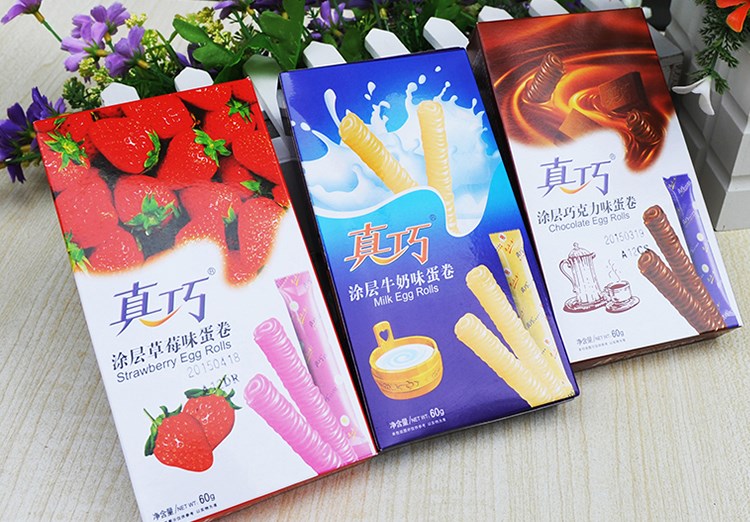 真巧®
涂层草莓味蛋卷
Strawberry Egg Rolls
20150418
净含量/NET WT: 60g
真巧®
涂层牛奶味蛋卷
Milk Egg Rolls
净含量/NET WT: 60g
真巧®
涂层巧克力味蛋卷
Chocolate Egg Rolls
20150319
A12CS
净含量/NET WT: 60g